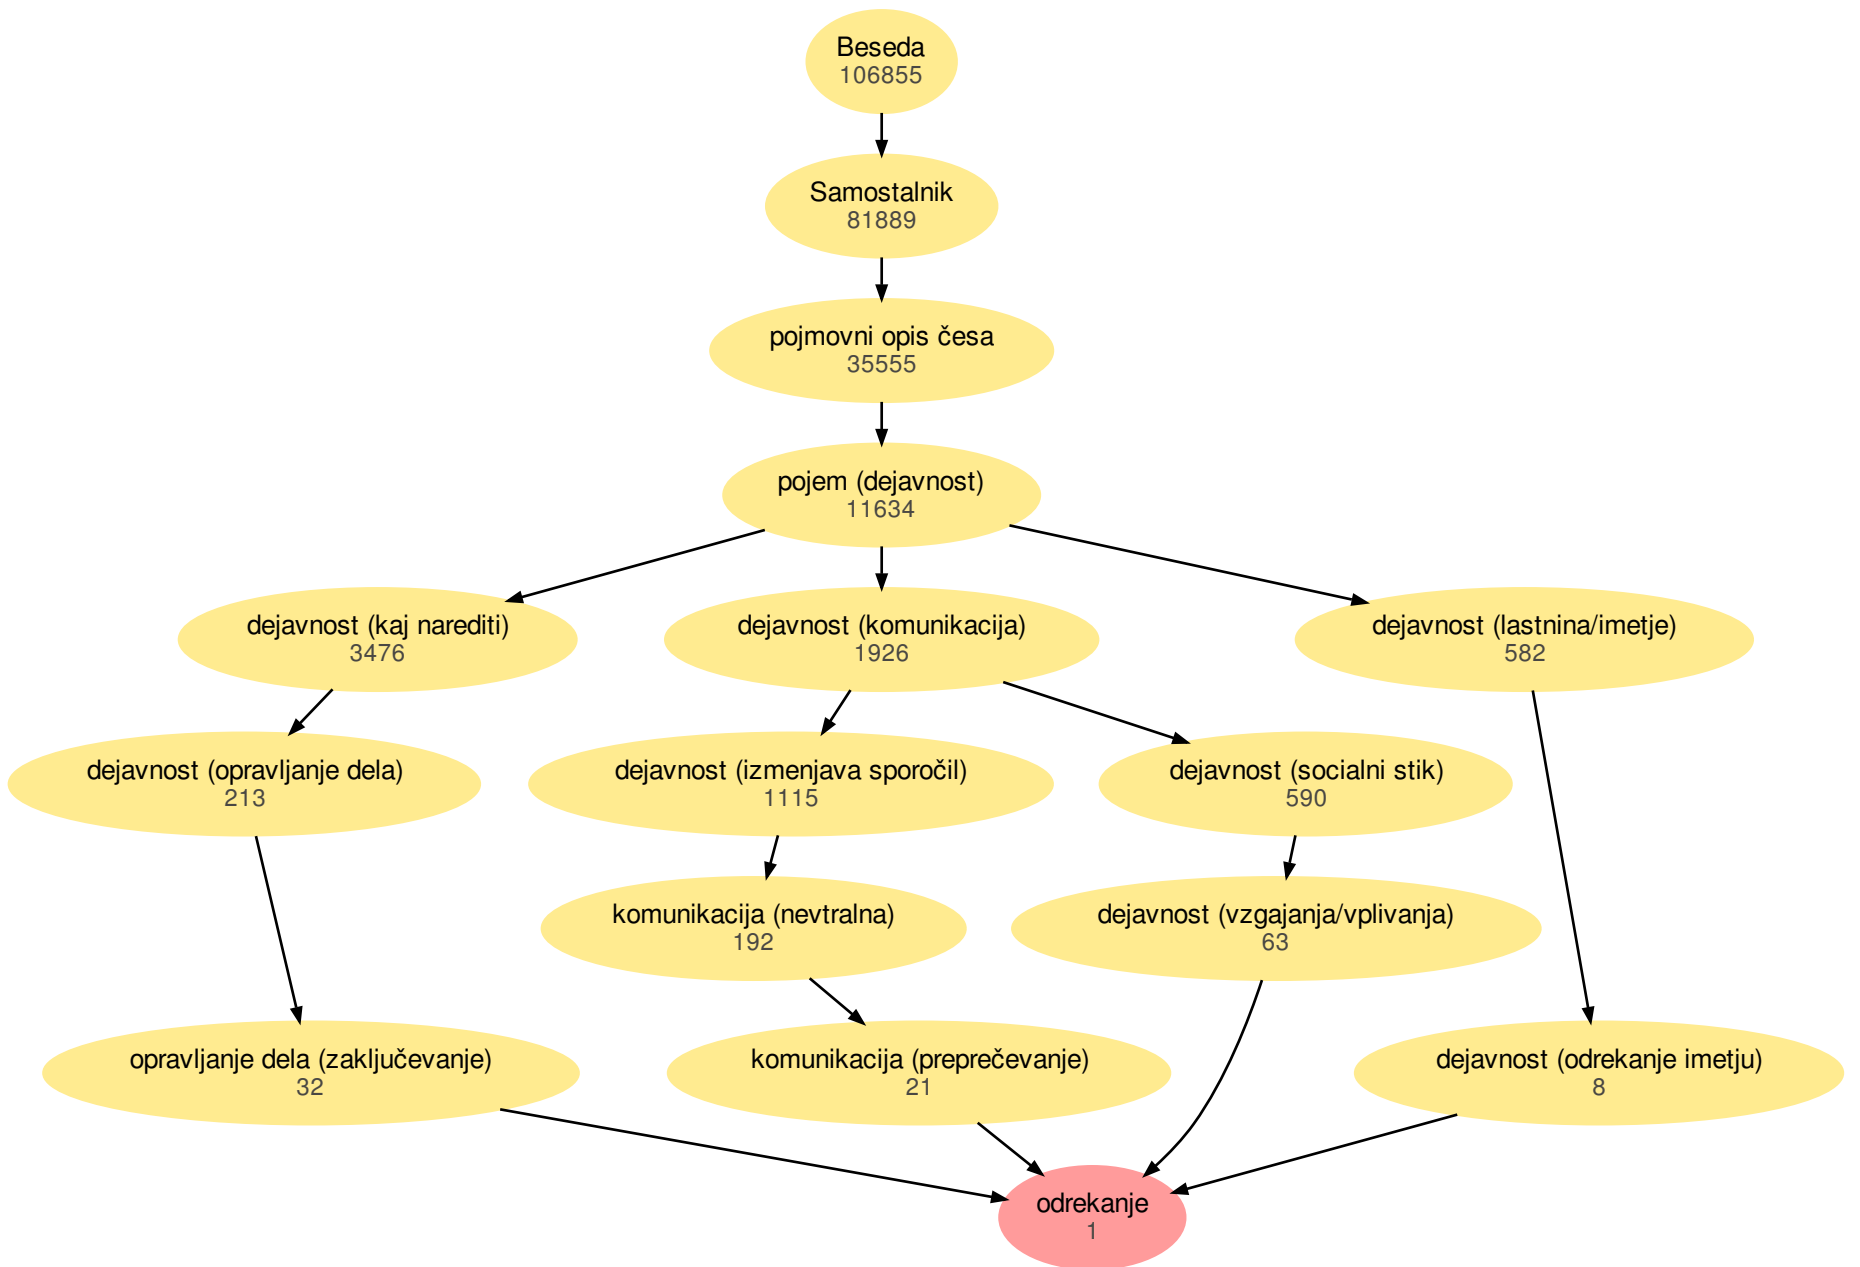 Beseda
106855
Samostalnik
81889
pojmovni opis česa
35555
pojem (dejavnost)
11634
dejavnost (kaj narediti)
3476
dejavnost (komunikacija)
1926
dejavnost (lastnina/imetje)
582
dejavnost (opravljanje dela)
213
dejavnost (izmenjava sporočil)
1115
dejavnost (socialni stik)
590
komunikacija (nevtralna)
192
dejavnost (vzgajanja/vplivanja)
63
opravljanje dela (zaključevanje)
32
komunikacija (preprečevanje)
21
dejavnost (odrekanje imetju)
8
odrekanje
1